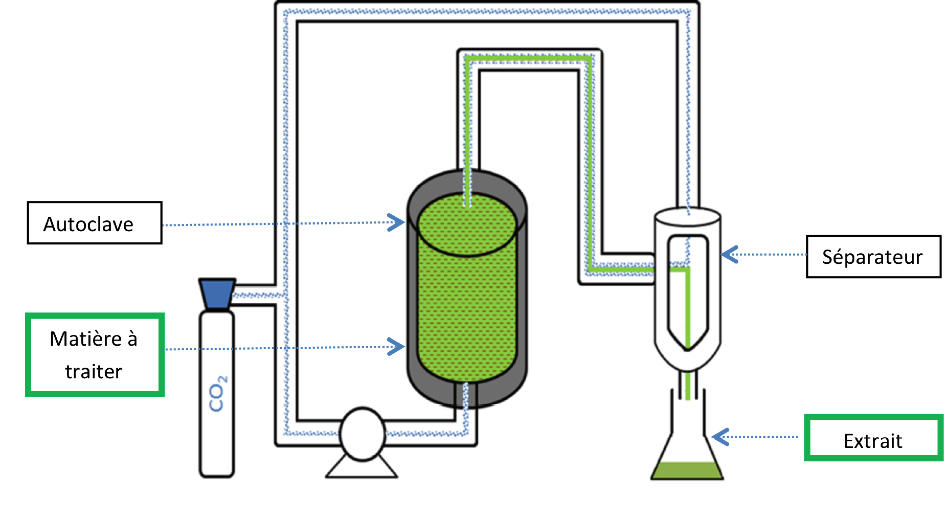 Autoclave
Séparateur
Matière à
traiter
CO₂
Extrait